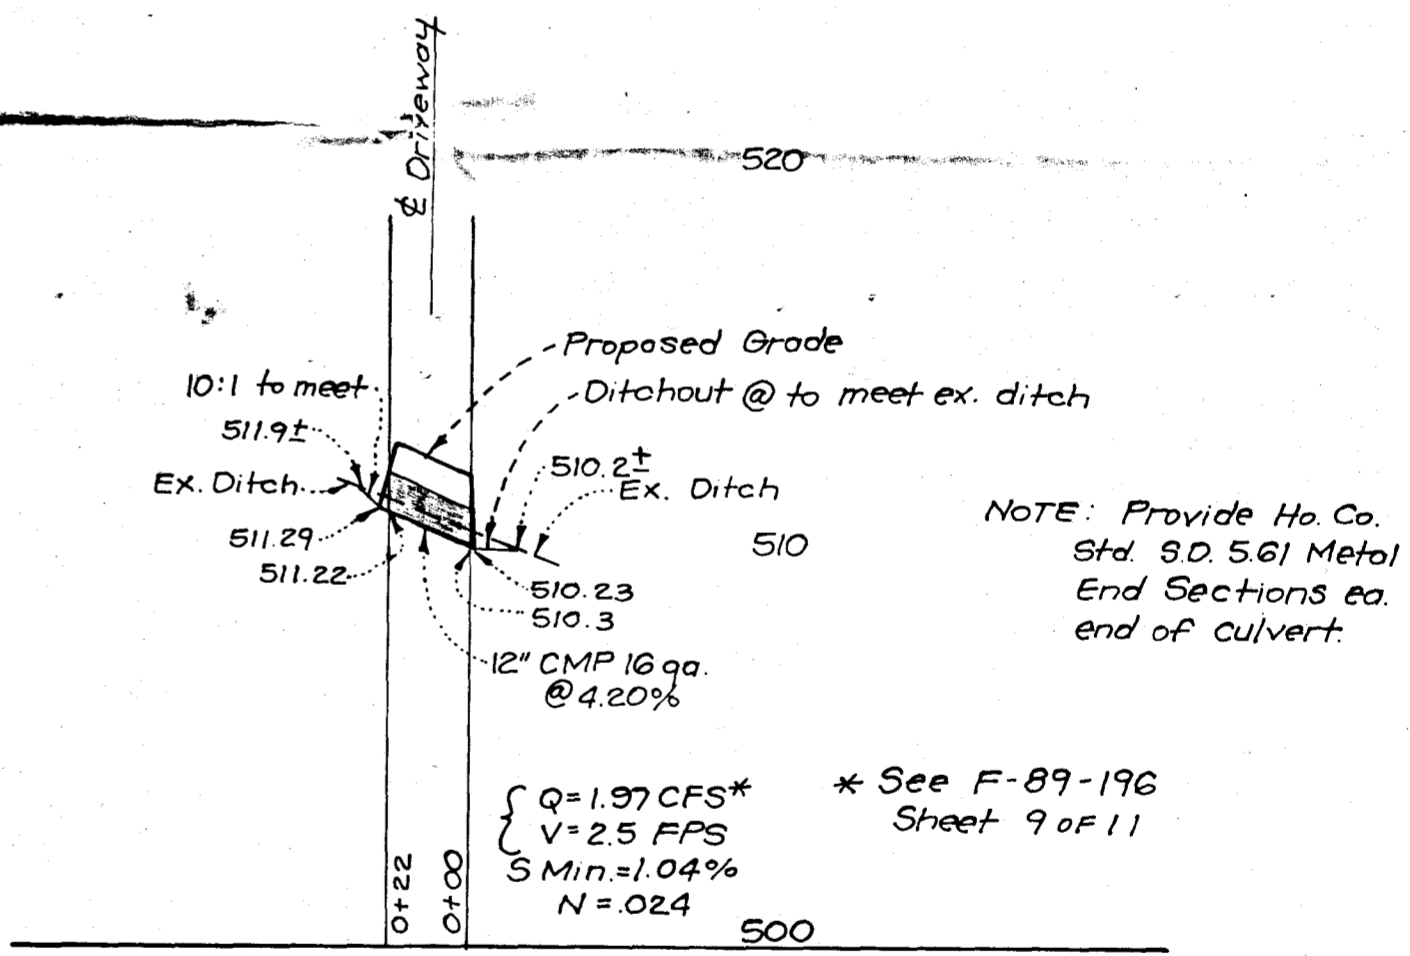 ℄ Driveway
520
Proposed Grade
10:1 to meet
Ditchout @ to meet ex. ditch
511.9±
510.2±
Ex. Ditch
Ex. Ditch
510
NOTE: Provide Ho. Co.
Std. S.D. 5.61 Metal
End Sections ea.
end of culvert.
511.29
511.22
510.23
510.3
12" CMP 16 ga.
@ 4.20%
Q=1.97 CFS*
V=2.5 FPS
S Min.=1.04%
N=.024
* See F-89-196
Sheet 9 OF 11
0+22
0+00
500